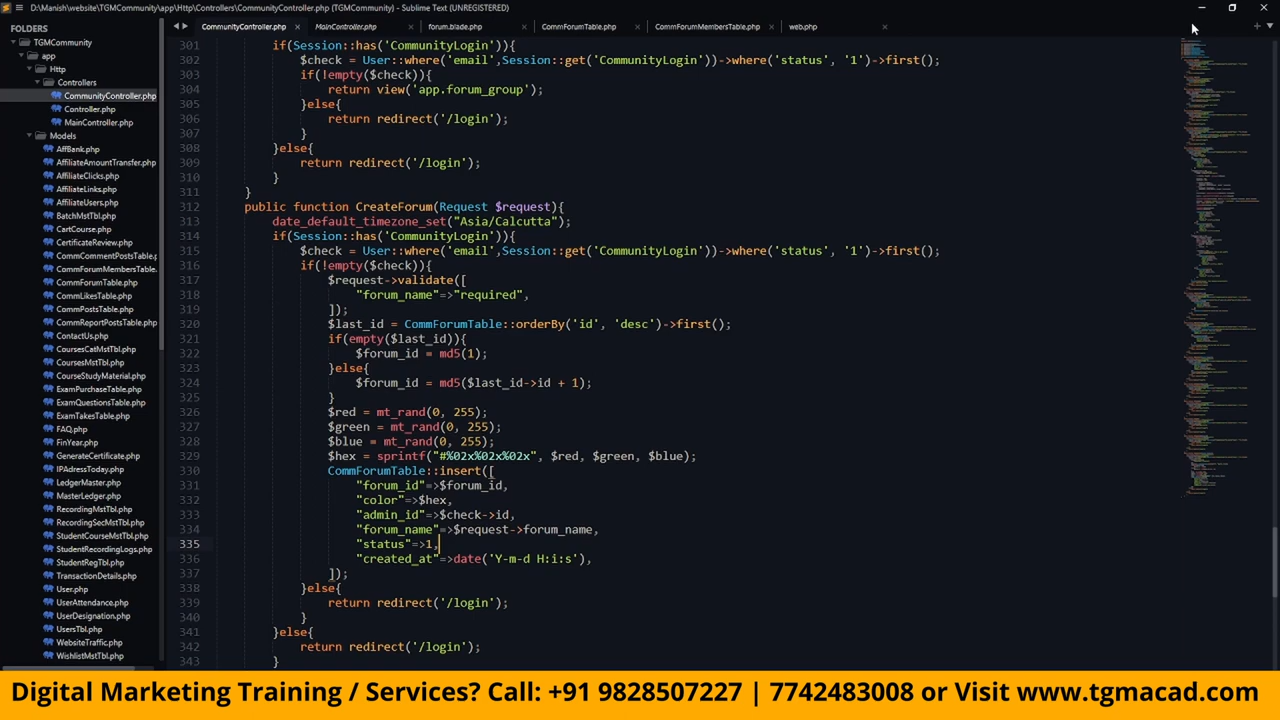 D:\Manish\website\TGMCommunity\app\Http\Controllers\CommunityController.php (TGMCommunity) - Sublime Text (UNREGISTERED)
FOLDERS
TGMCommunity
app
Http
Controllers
CommunityController.php
Controller.php
MainController.php
Models
AffBank.php
AffiliateAmountTransfer.php
AffiliateClicks.php
AffiliateLinks.php
AffiliateUsers.php
BatchMstTbl.php
CartCourse.php
CertificateReview.php
CommCommentPostsTable.p
CommForumMembersTable.
CommForumTable.php
CommLikesTable.php
CommPostsTable.php
CommReportPostsTable.php
ContactUs.php
CoursesCatMstTbl.php
CoursesMstTbl.php
CourseStudyMaterial.php
ExamPurchaseTable.php
ExamQuestionsTable.php
ExamTakesTable.php
FAQ.php
FinYear.php
GenerateCertificate.php
IPAdressToday.php
LedgerMaster.php
MasterLedger.php
RecordingMstTbl.php
RecordingSecMstTbl.php
StudentCourseMstTbl.php
StudentRecordingLogs.php
StudentRegTbl.php
TransactionDetails.php
User.php
UserAttendance.php
UserDesignation.php
UsersTbl.php
WebsiteTraffic.php
WishlistMstTbl.php
CommunityController.php × MainController.php × forum.blade.php × CommForumTable.php × CommForumMembersTable.php × web.php ×
301 if(Session::has('CommunityLogin')){
302 $check = User::where('email',Session::get('CommunityLogin'))->where('status', '1')->first();
303 if(!empty($check)){
304 return view('app.forum_group');
305 }else{
306 return redirect('/login');
307 }
308 }else{
309 return redirect('/login');
310 }
311 }
312 public function CreateForum(Request $request){
313 date_default_timezone_set("Asia/Calcutta");
314 if(Session::has('CommunityLogin')){
315 $check = User::where('email',Session::get('CommunityLogin'))->where('status', '1')->first();
316 if(!empty($check)){
317 $request->validate([
318 "forum_name"=>"required",
319 ]);
320 $last_id = CommForumTable::orderBy('id', 'desc')->first();
321 if(empty($last_id)){
322 $forum_id = md5(1);
323 }else{
324 $forum_id = md5($last_id->id + 1);
325 }
326 $red = mt_rand(0, 255);
327 $green = mt_rand(0, 255);
328 $blue = mt_rand(0, 255);
329 $hex = sprintf("#%02x%02x%02x", $red, $green, $blue);
330 CommForumTable::insert([
331 "forum_id"=>$forum_id,
332 "color"=>$hex,
333 "admin_id"=>$check->id,
334 "forum_name"=>$request->forum_name,
335 "status"=>1,
336 "created_at"=>date('Y-m-d H:i:s'),
337 ]);
338 }else{
339 return redirect('/login');
340 }
341 }else{
342 return redirect('/login');
343 }
Digital Marketing Training / Services? Call: +91 9828507227 | 7742483008 or Visit www.tgmacad.com